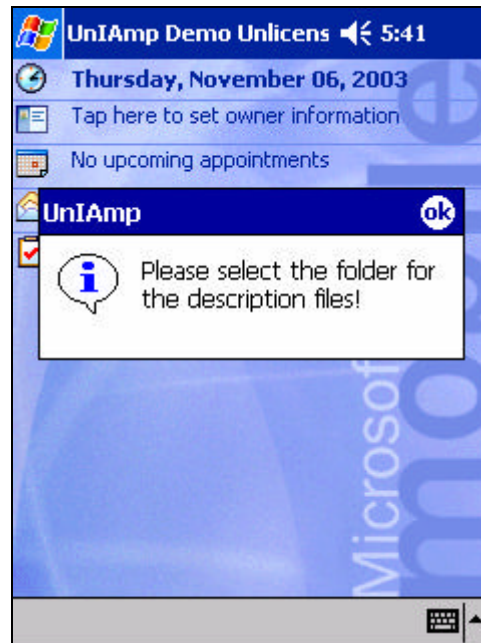 UnIAmp Demo Unlicens 5:41
Thursday, November 06, 2003
Tap here to set owner information
No upcoming appointments
UnIAmp ok
Please select the folder for
the description files!
Microsoft
mobile